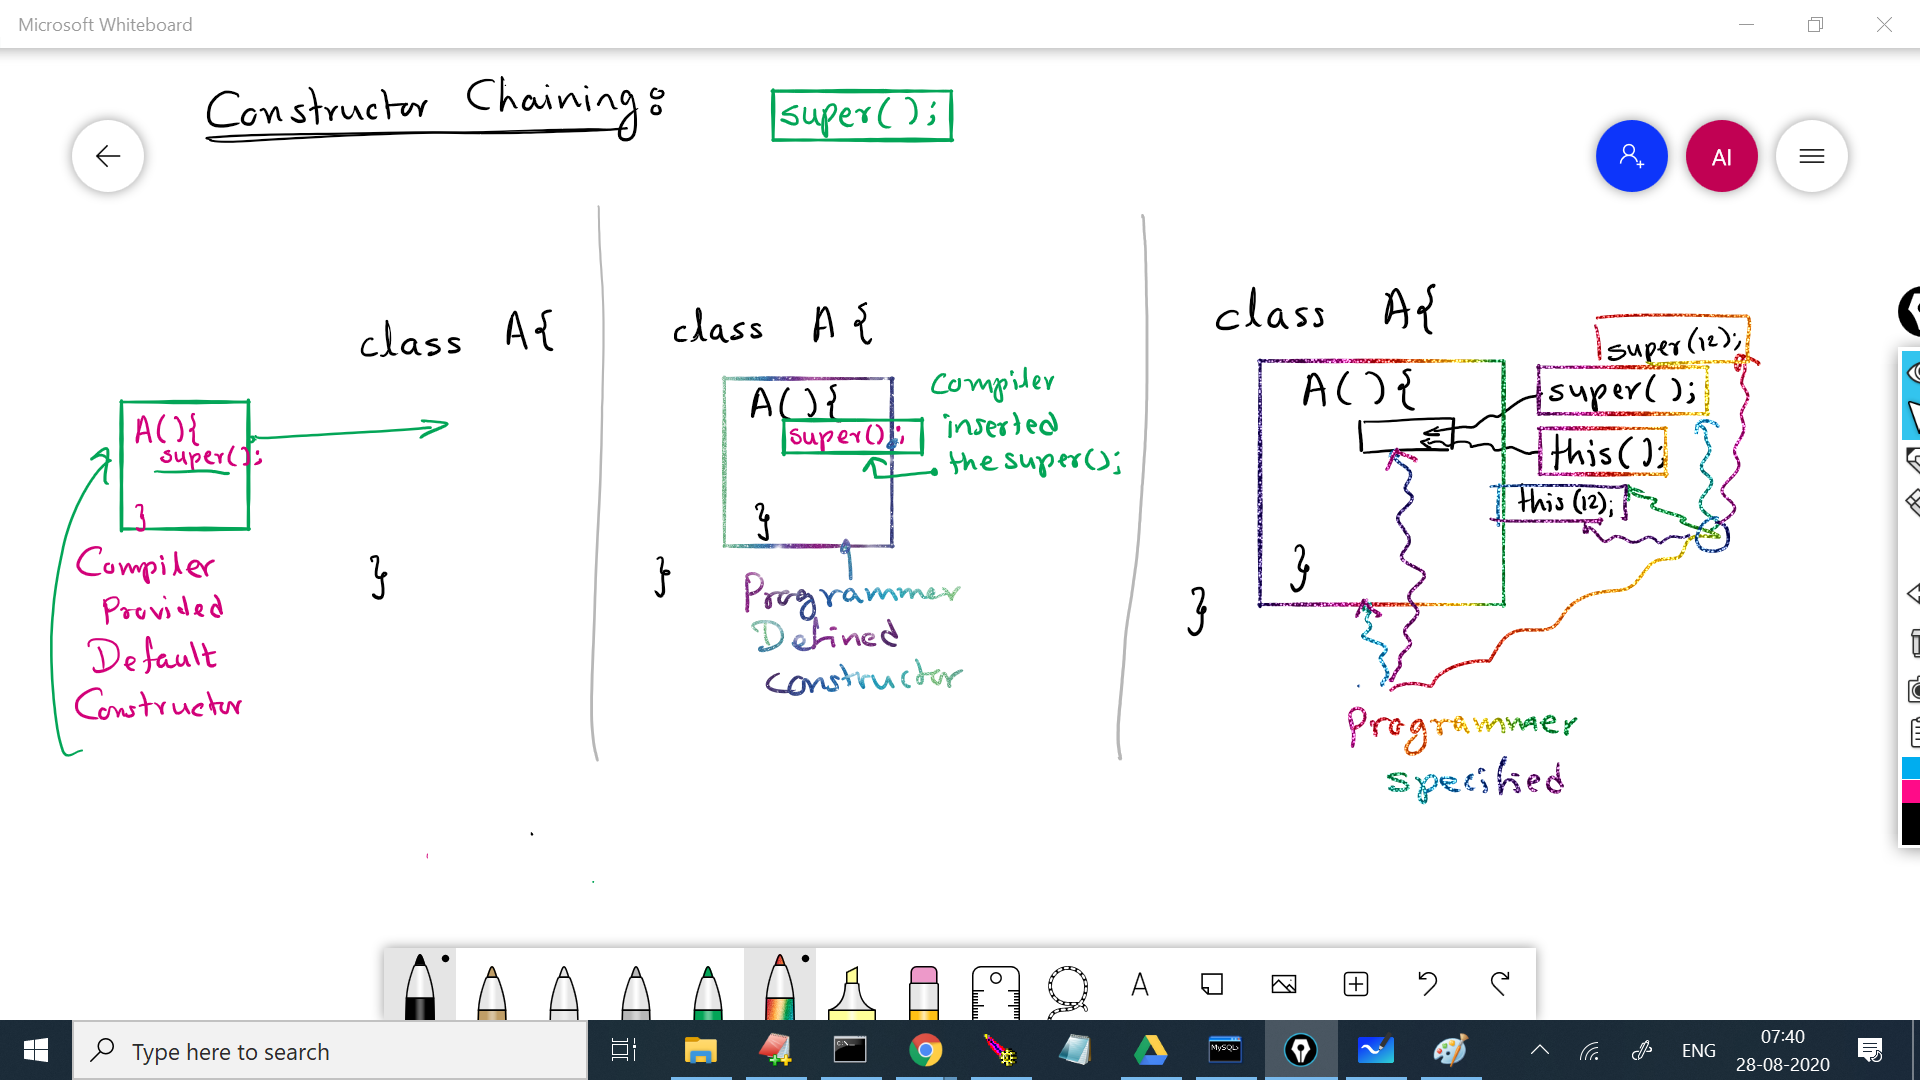 Microsoft Whiteboard
Constructor Chaining:
super();
AI
class A{
A(){
super();
}
Compiler
Provided
Default
Constructor
}
class A{
A(){
super();
}
Compiler
inserted
the super();
}
Programmer
Defined
constructor
class A{
A(){
}
}
super(12);
super();
this();
this(12);
Programmer
specified
A
Type here to search
MySQL
ENG
07:40
28-08-2020